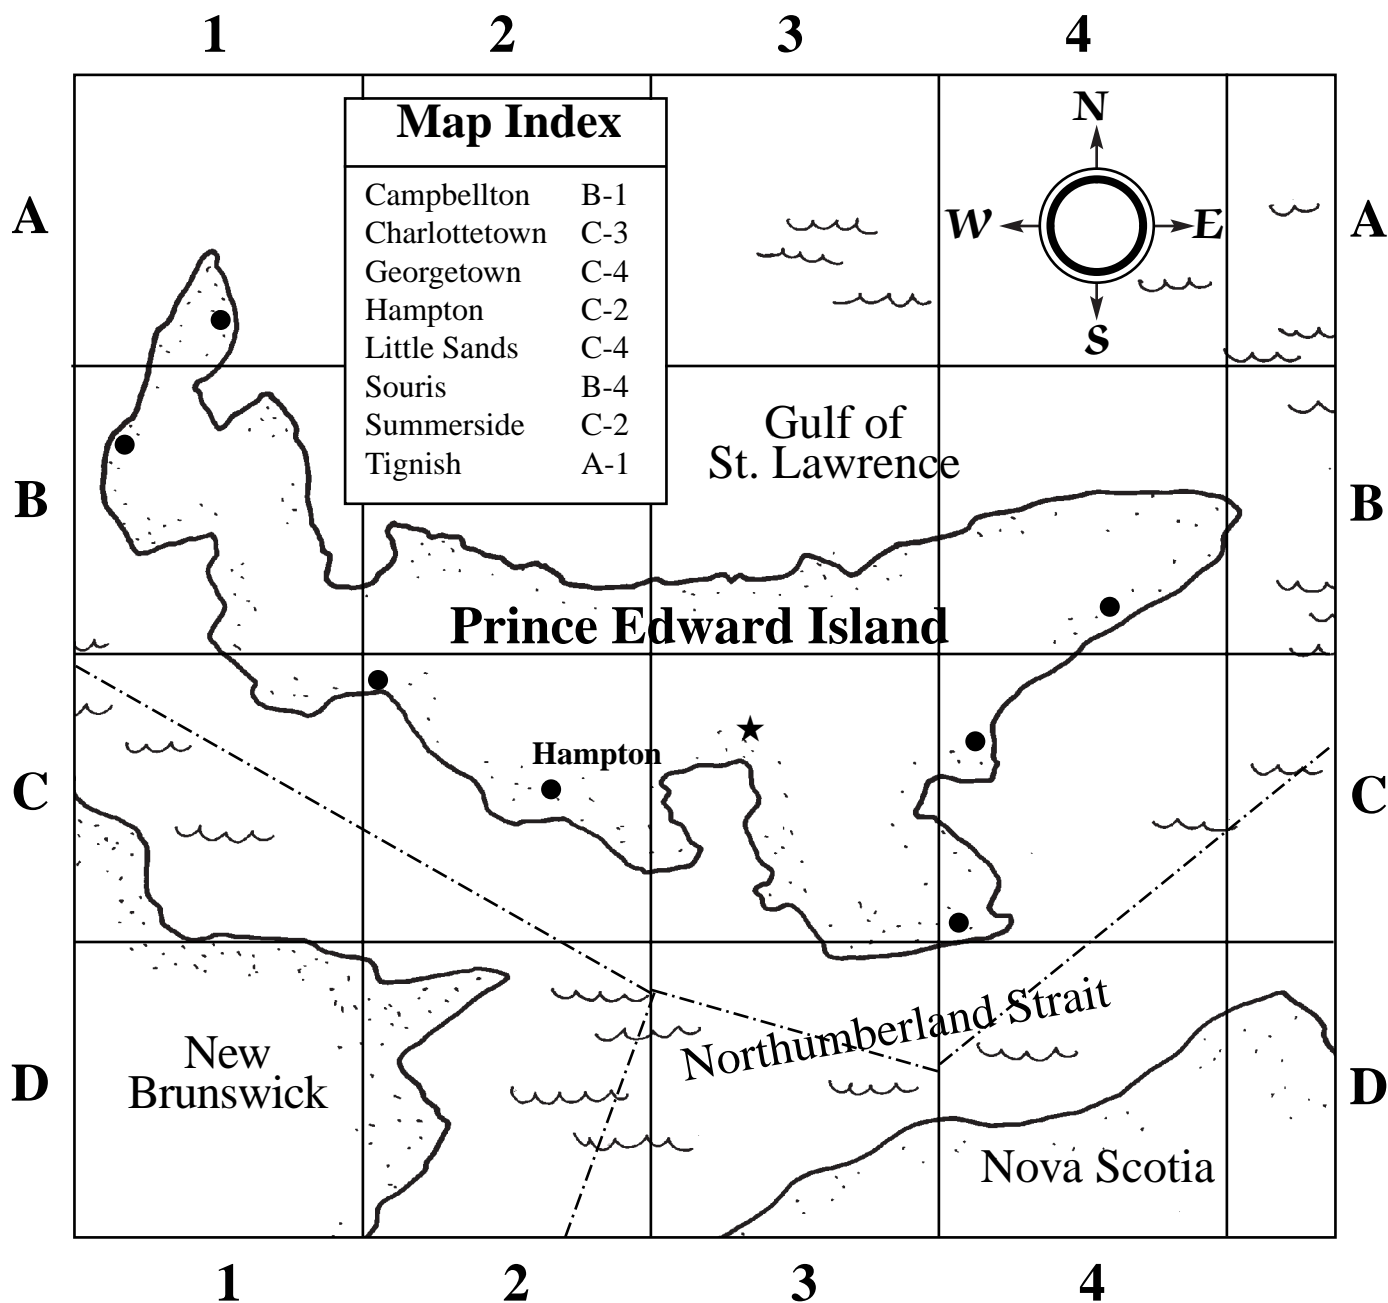 1 2 3 4
Map Index
Campbellton B-1
Charlottetown C-3
Georgetown C-4
Hampton C-2
Little Sands C-4
Souris B-4
Summerside C-2
Tignish A-1
N
W E
S
A A
Gulf of
St. Lawrence
B B
Prince Edward Island
Hampton
C C
Northumberland Strait
New
Brunswick
D D
Nova Scotia
1 2 3 4